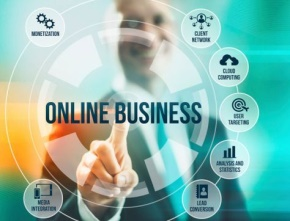 MONETIZATION
CLIENT
NETWORK
CLOUD
COMPUTING
ONLINE BUSINESS
USER
TARGETING
ANALYSIS AND
STATISTICS
MEDIA
INTEGRATION
LEAD
CONVERSION